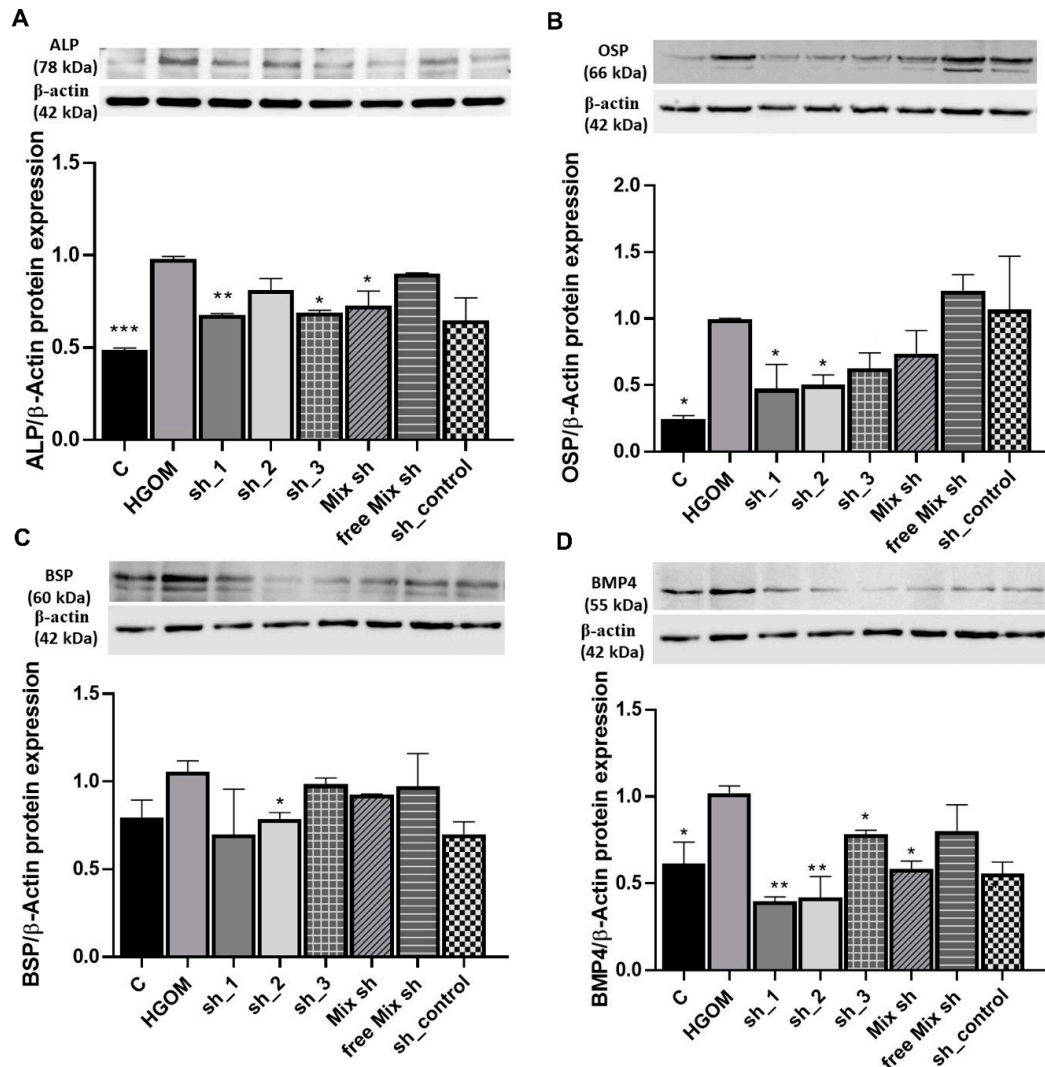 A
ALP
(78 kDa)
β-actin
(42 kDa)
ALP/β-Actin protein expression
1.5
1.0
0.5
0.0
***
**
*
*
C
HGOM
sh_1
sh_2
sh_3
Mix sh
free Mix sh
sh_control
B
OSP
(66 kDa)
β-actin
(42 kDa)
OSP/β-Actin protein expression
2.0
1.5
1.0
0.5
0.0
*
*
*
C
HGOM
sh_1
sh_2
sh_3
Mix sh
free Mix sh
sh_control
C
BSP
(60 kDa)
β-actin
(42 kDa)
BSP/β-Actin protein expression
1.5
1.0
0.5
0.0
*
C
HGOM
sh_1
sh_2
sh_3
Mix sh
free Mix sh
sh_control
D
BMP4
(55 kDa)
β-actin
(42 kDa)
BMP4/β-Actin protein expression
1.5
1.0
0.5
0.0
*
**
**
*
*
C
HGOM
sh_1
sh_2
sh_3
Mix sh
free Mix sh
sh_control